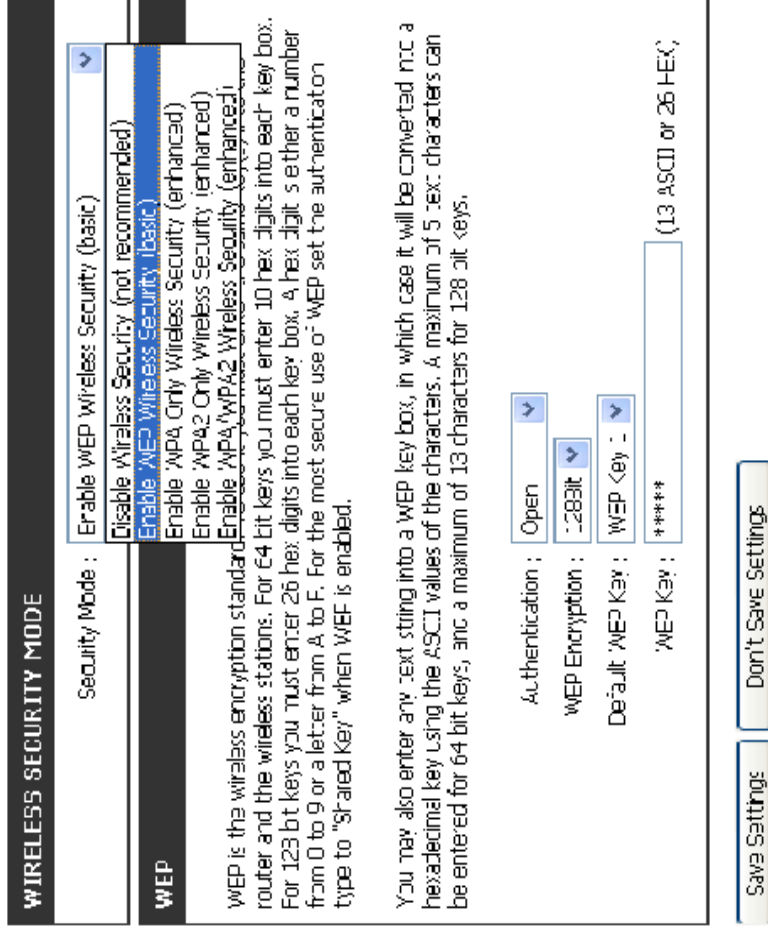 WIRELESS SECURITY MODE
Security Mode : Enable WEP Wireless Security (basic)
Disable Wireless Security (not recommended)
Enable WEP Wireless Security (basic)
Enable WPA Only Wireless Security (enhanced)
Enable WPA2 Only Wireless Security (enhanced)
Enable WPA/WPA2 Wireless Security (enhanced)
WEP
WEP is the wireless encryption standard.
router and the wireless stations. For 64 bit keys you must enter 10 hex digits into each key box.
For 128 bit keys you must enter 26 hex digits into each key box. A hex digit is either a number
from 0 to 9 or a letter from A to F. For the most secure use of WEP set the authentication
type to "Shared Key" when WEP is enabled.
You may also enter any text string into a WEP key box, in which case it will be converted into a
hexadecimal key using the ASCII values of the characters. A maximum of 5 text characters can
be entered for 64 bit keys, and a maximum of 13 characters for 128 bit keys.
Authentication : Open
WEP Encryption : 128Bit
Default WEP Key : WEP Key 1
WEP Key : ***** (13 ASCII or 26 HEX)
Save Settings Don't Save Settings